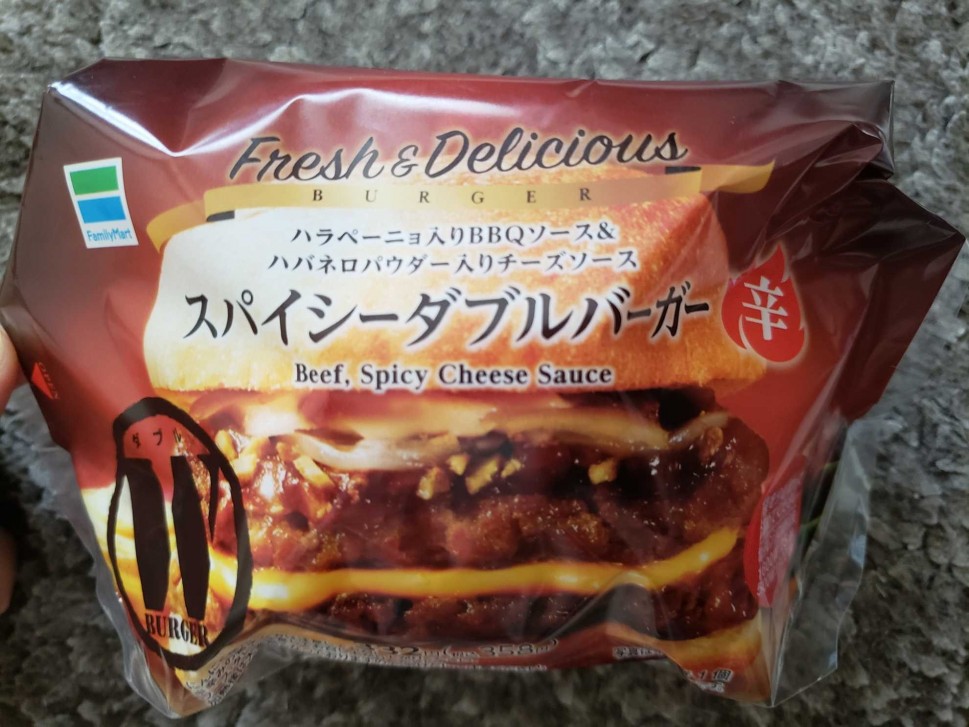 Fresh & Delicious
BURGER
FamilyMart
ハラペーニョ入りBBQソース&
ハバネロパウダー入りチーズソース
スパイシーダブルバーガー
辛
Beef, Spicy Cheese Sauce
ダブル
BURGER
1個